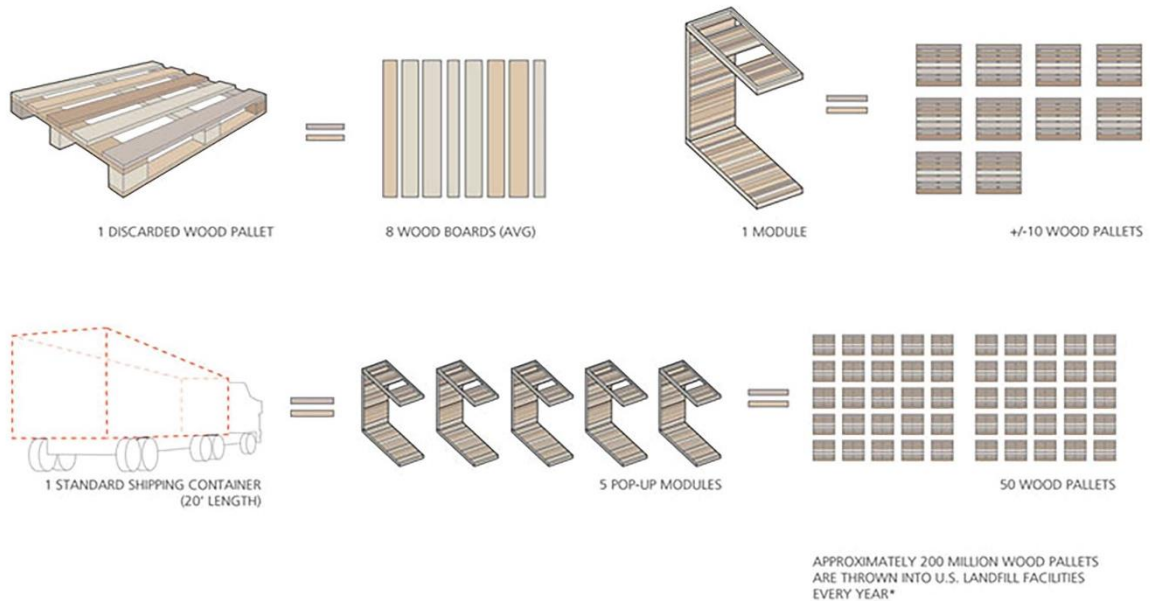 1 DISCARDED WOOD PALLET
8 WOOD BOARDS (AVG)
1 MODULE
+/-10 WOOD PALLETS
1 STANDARD SHIPPING CONTAINER
(20' LENGTH)
5 POP-UP MODULES
50 WOOD PALLETS
APPROXIMATELY 200 MILLION WOOD PALLETS
ARE THROWN INTO U.S. LANDFILL FACILITIES
EVERY YEAR*